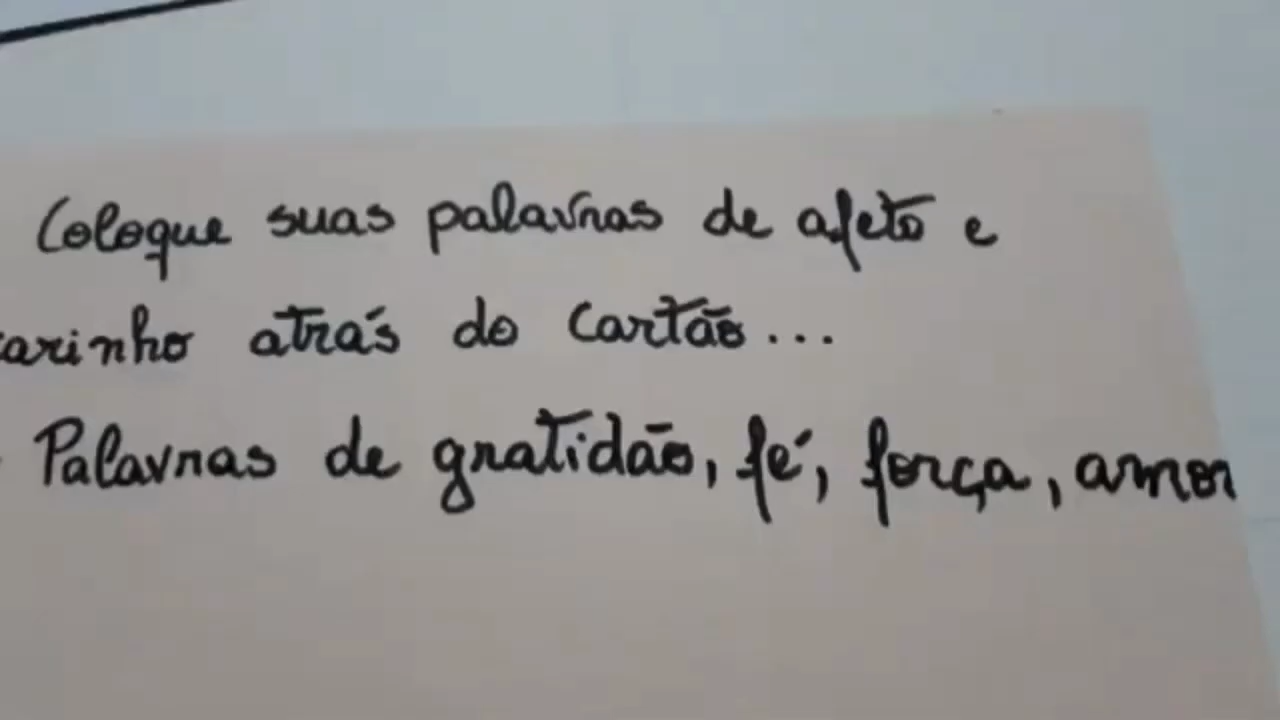 Coloque suas palavras de afeto e
carinho atrás do cartão...
Palavras de gratidão, fé, força, amor